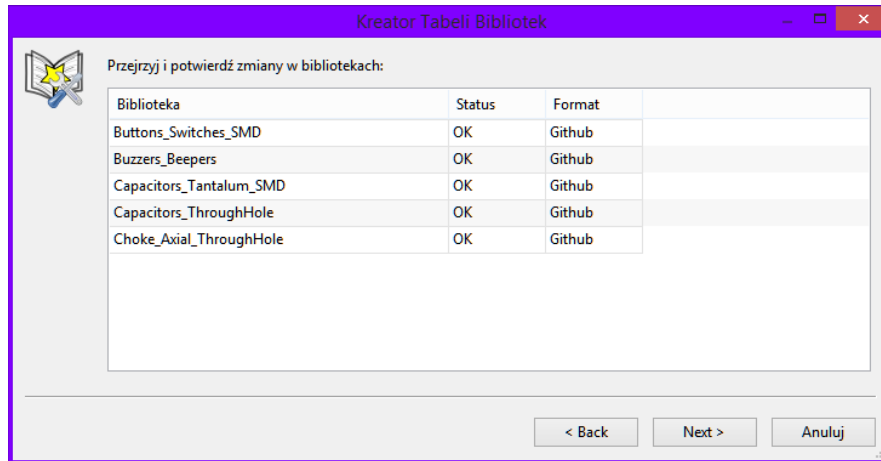 Kreator Tabeli Bibliotek
Przejrzyj i potwierdź zmiany w bibliotekach:
Biblioteka Status Format
Buttons_Switches_SMD OK Github
Buzzers_Beepers OK Github
Capacitors_Tantalum_SMD OK Github
Capacitors_ThroughHole OK Github
Choke_Axial_ThroughHole OK Github
< Back Next > Anuluj